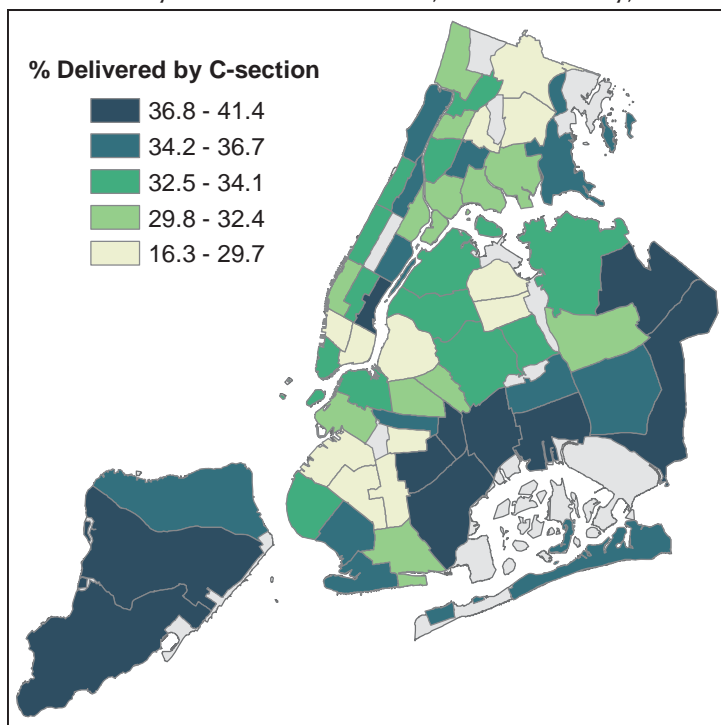 % Delivered by C-section
36.8 - 41.4
34.2 - 36.7
32.5 - 34.1
29.8 - 32.4
16.3 - 29.7